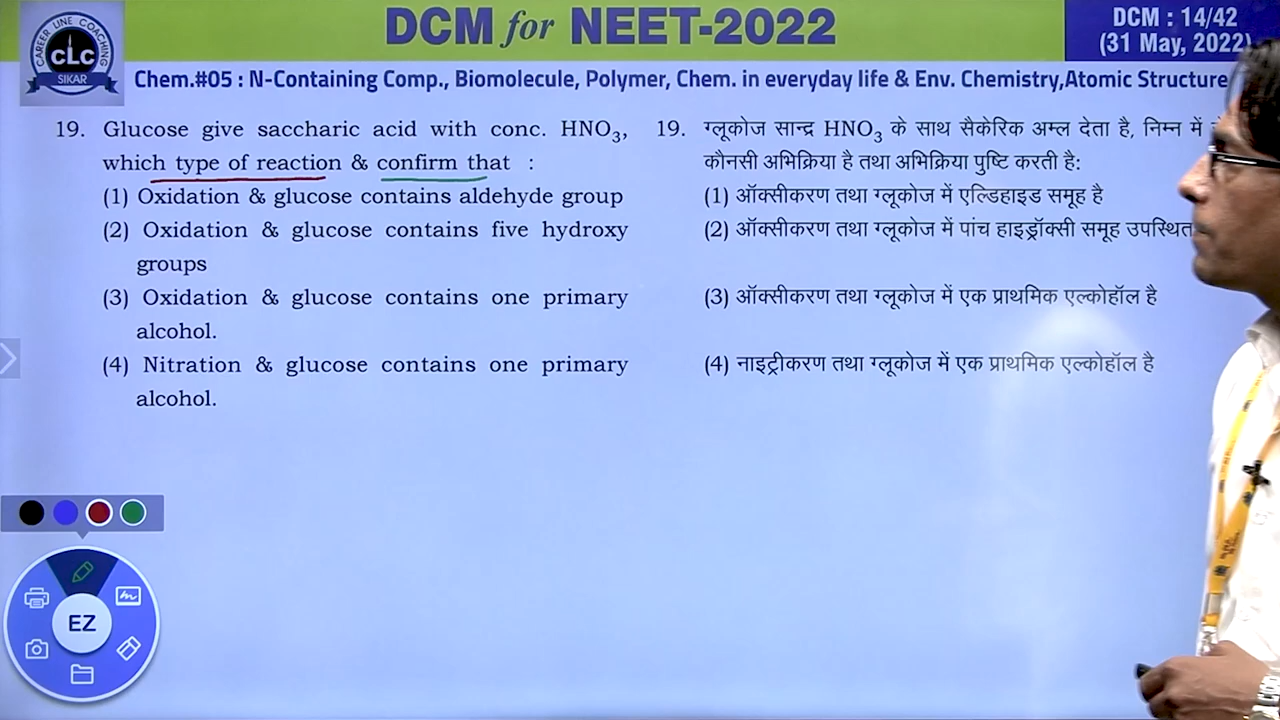 DCM for NEET-2022
DCM : 14/42
(31 May, 2022)
CAREER LINE COACHING
CLC
SIKAR
Chem.#05 : N-Containing Comp., Biomolecule, Polymer, Chem. in everyday life & Env. Chemistry,Atomic Structure
19. Glucose give saccharic acid with conc. HNO₃,
which type of reaction & confirm that :
(1) Oxidation & glucose contains aldehyde group
(2) Oxidation & glucose contains five hydroxy
groups
(3) Oxidation & glucose contains one primary
alcohol.
(4) Nitration & glucose contains one primary
alcohol.
19. ग्लूकोज सान्द्र HNO₃ के साथ सैकेरिक अम्ल देता है, निम्न में
कौनसी अभिक्रिया है तथा अभिक्रिया पुष्टि करती है:
(1) ऑक्सीकरण तथा ग्लूकोज में एल्डिहाइड समूह है
(2) ऑक्सीकरण तथा ग्लूकोज में पांच हाइड्रॉक्सी समूह उपस्थित
(3) ऑक्सीकरण तथा ग्लूकोज में एक प्राथमिक एल्कोहॉल है
(4) नाइट्रीकरण तथा ग्लूकोज में एक प्राथमिक एल्कोहॉल है
EZ